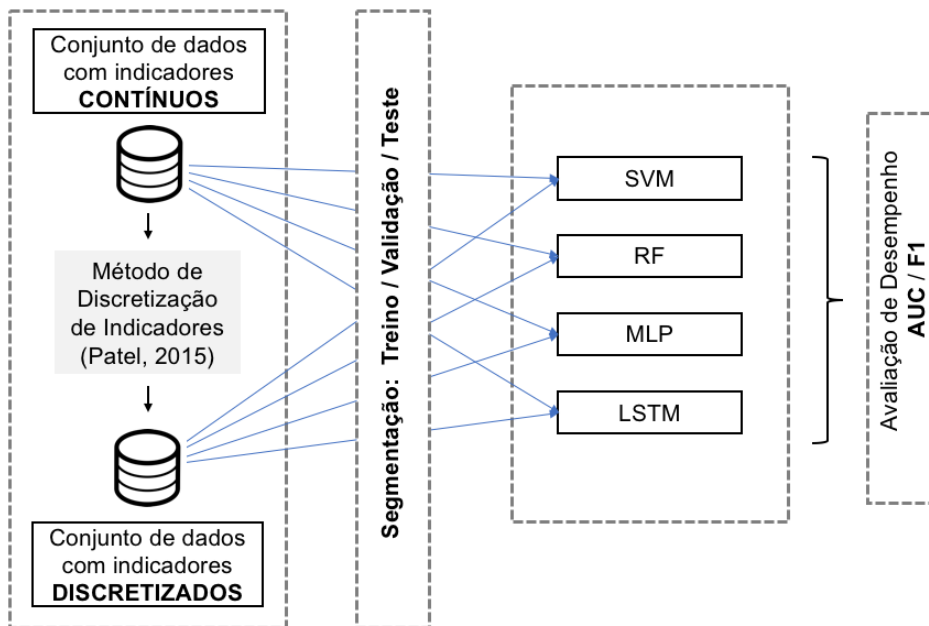 Conjunto de dados
com indicadores
CONTÍNUOS
Método de
Discretização
de Indicadores
(Patel, 2015)
Conjunto de dados
com indicadores
DISCRETIZADOS
Segmentação: Treino / Validação / Teste
SVM
RF
MLP
LSTM
Avaliação de Desempenho
AUC / F1